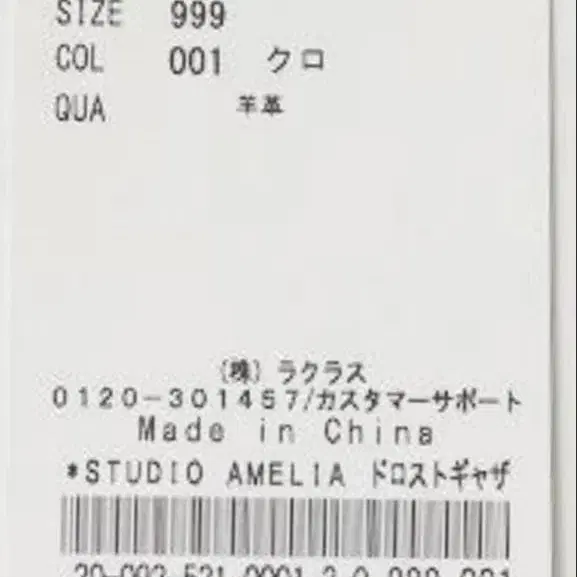 SIZE 999
COL 001 クロ
QUA 羊革
(株) ラクラス
0120-301457/カスタマーサポート
Made in China
*STUDIO AMELIA ドロストギャザ